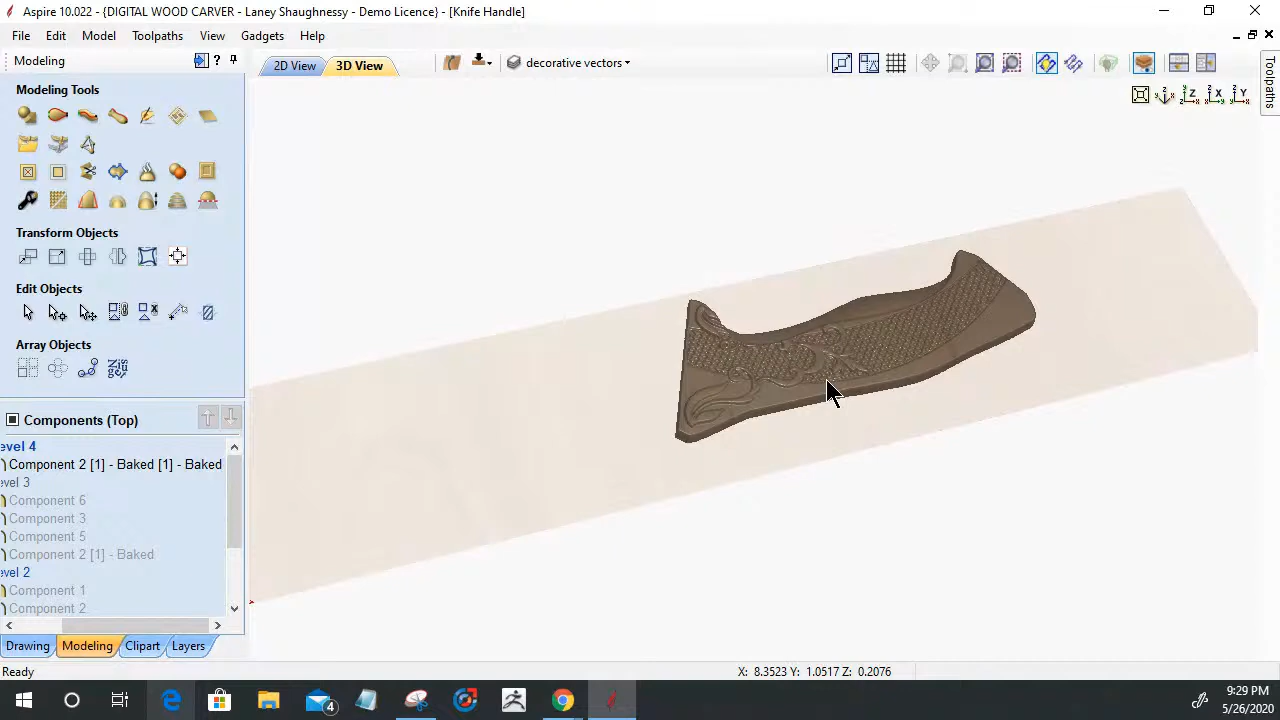 Aspire 10.022 - {DIGITAL WOOD CARVER - Laney Shaughnessy - Demo Licence} - [Knife Handle]
File Edit Model Toolpaths View Gadgets Help
Modeling
2D View 3D View decorative vectors
Toolpaths
Modeling Tools
Transform Objects
Edit Objects
Array Objects
Components (Top)
evel 4
Component 2 [1] - Baked [1] - Baked
evel 3
Component 6
Component 3
Component 5
Component 2 [1] - Baked
evel 2
Component 1
Component 2
Drawing Modeling Clipart Layers
Ready X: 8.3523 Y: 1.0517 Z: 0.2076
4
9:29 PM
5/26/2020